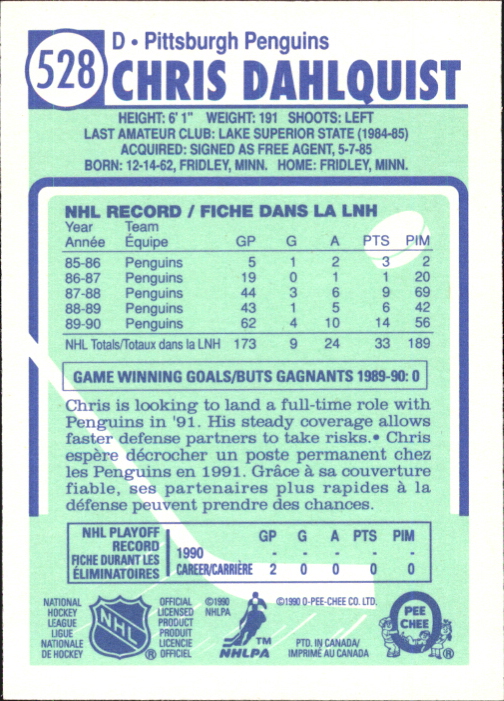 528
D • Pittsburgh Penguins
CHRIS DAHLQUIST
HEIGHT: 6' 1" WEIGHT: 191 SHOOTS: LEFT
LAST AMATEUR CLUB: LAKE SUPERIOR STATE (1984-85)
ACQUIRED: SIGNED AS FREE AGENT, 5-7-85
BORN: 12-14-62, FRIDLEY, MINN. HOME: FRIDLEY, MINN.
NHL RECORD / FICHE DANS LA LNH
Year Team
Année Équipe GP G A PTS PIM
85-86 Penguins 5 1 2 3 2
86-87 Penguins 19 0 1 1 20
87-88 Penguins 44 3 6 9 69
88-89 Penguins 43 1 5 6 42
89-90 Penguins 62 4 10 14 56
NHL Totals/Totaux dans la LNH 173 9 24 33 189
GAME WINNING GOALS/BUTS GAGNANTS 1989-90: 0
Chris is looking to land a full-time role with
Penguins in '91. His steady coverage allows
faster defense partners to take risks. • Chris
espère décrocher un poste permanent chez
les Penguins en 1991. Grâce à sa couverture
fiable, ses partenaires plus rapides à la
défense peuvent prendre des chances.
NHL PLAYOFF
RECORD
FICHE DURANT LES
ÉLIMINATOIRES
GP G A PTS PIM
1990 - - - - -
CAREER/CARRIÈRE 2 0 0 0 0
NATIONAL
HOCKEY
LEAGUE
LIGUE
NATIONALE
DE HOCKEY
NHL
®
OFFICIAL
LICENSED
PRODUCT
PRODUIT
LICENCIÉ
OFFICIEL
©1990
NHLPA
TM
NHLPA
©1990 O-PEE-CHEE CO. LTD.
PTD. IN CANADA/
IMPRIMÉ AU CANADA
O
PEE
CHEE
®